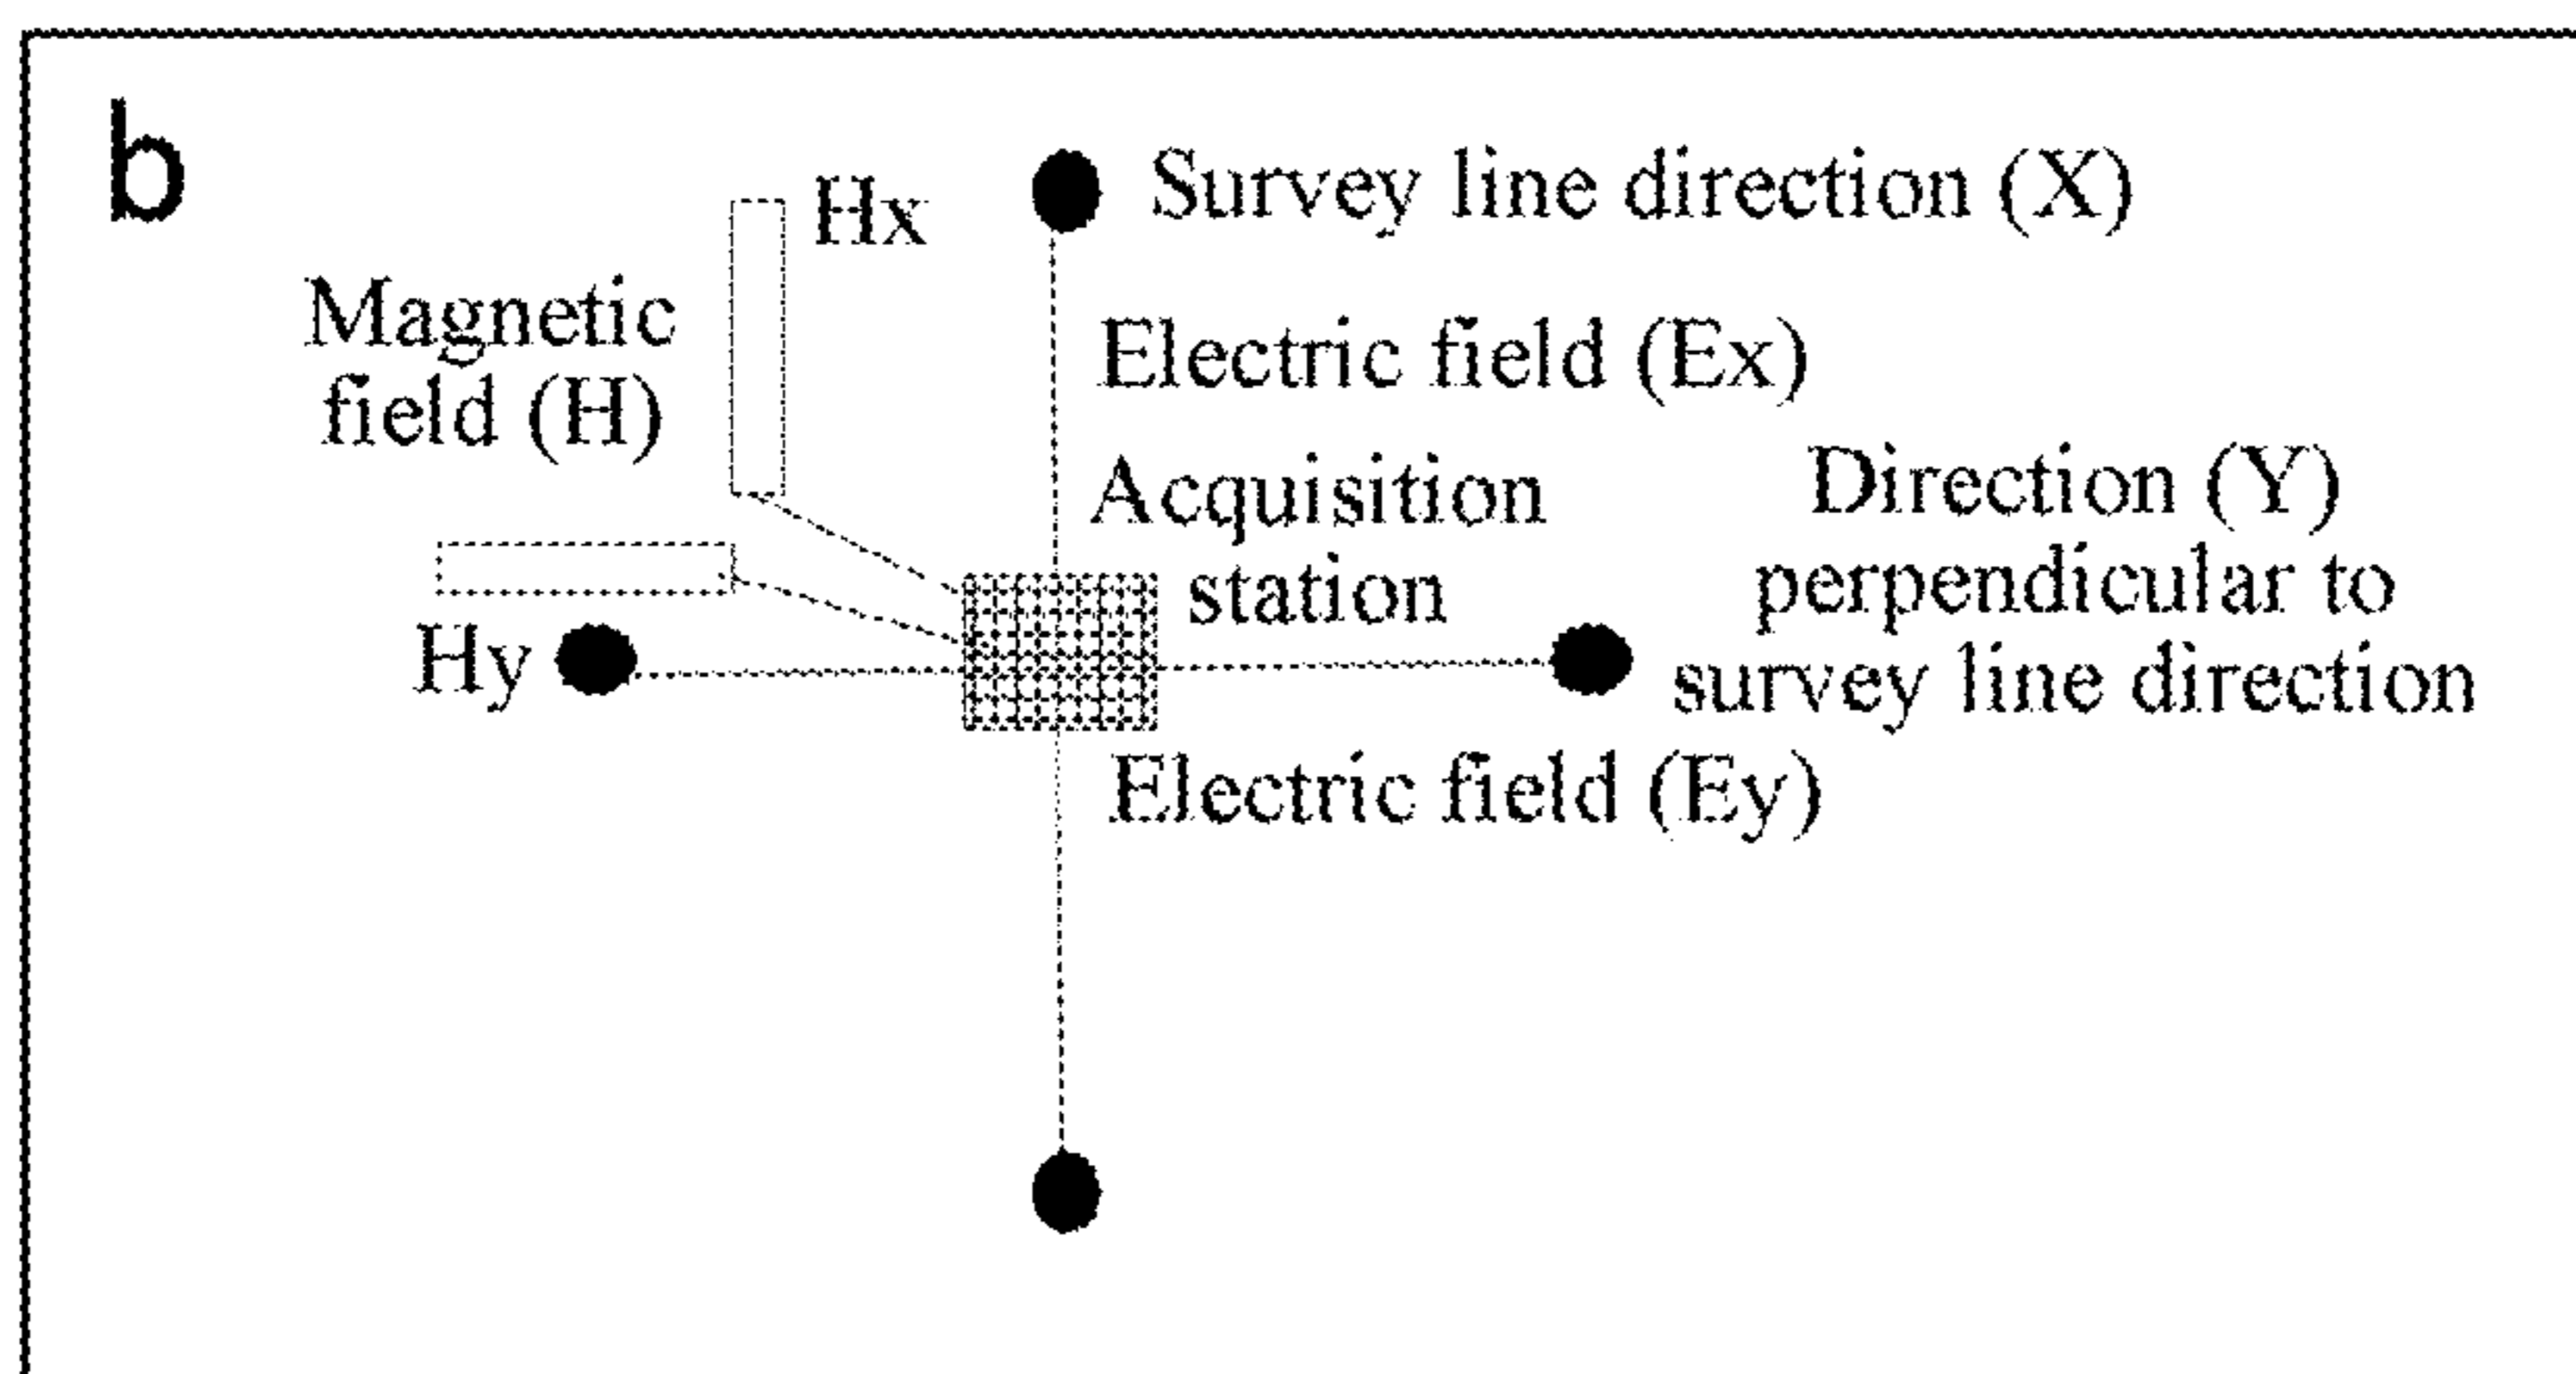 b
Hx
Survey line direction (X)
Magnetic
field (H)
Electric field (Ex)
Acquisition
station
Direction (Y)
perpendicular to
survey line direction
Hy
Electric field (Ey)